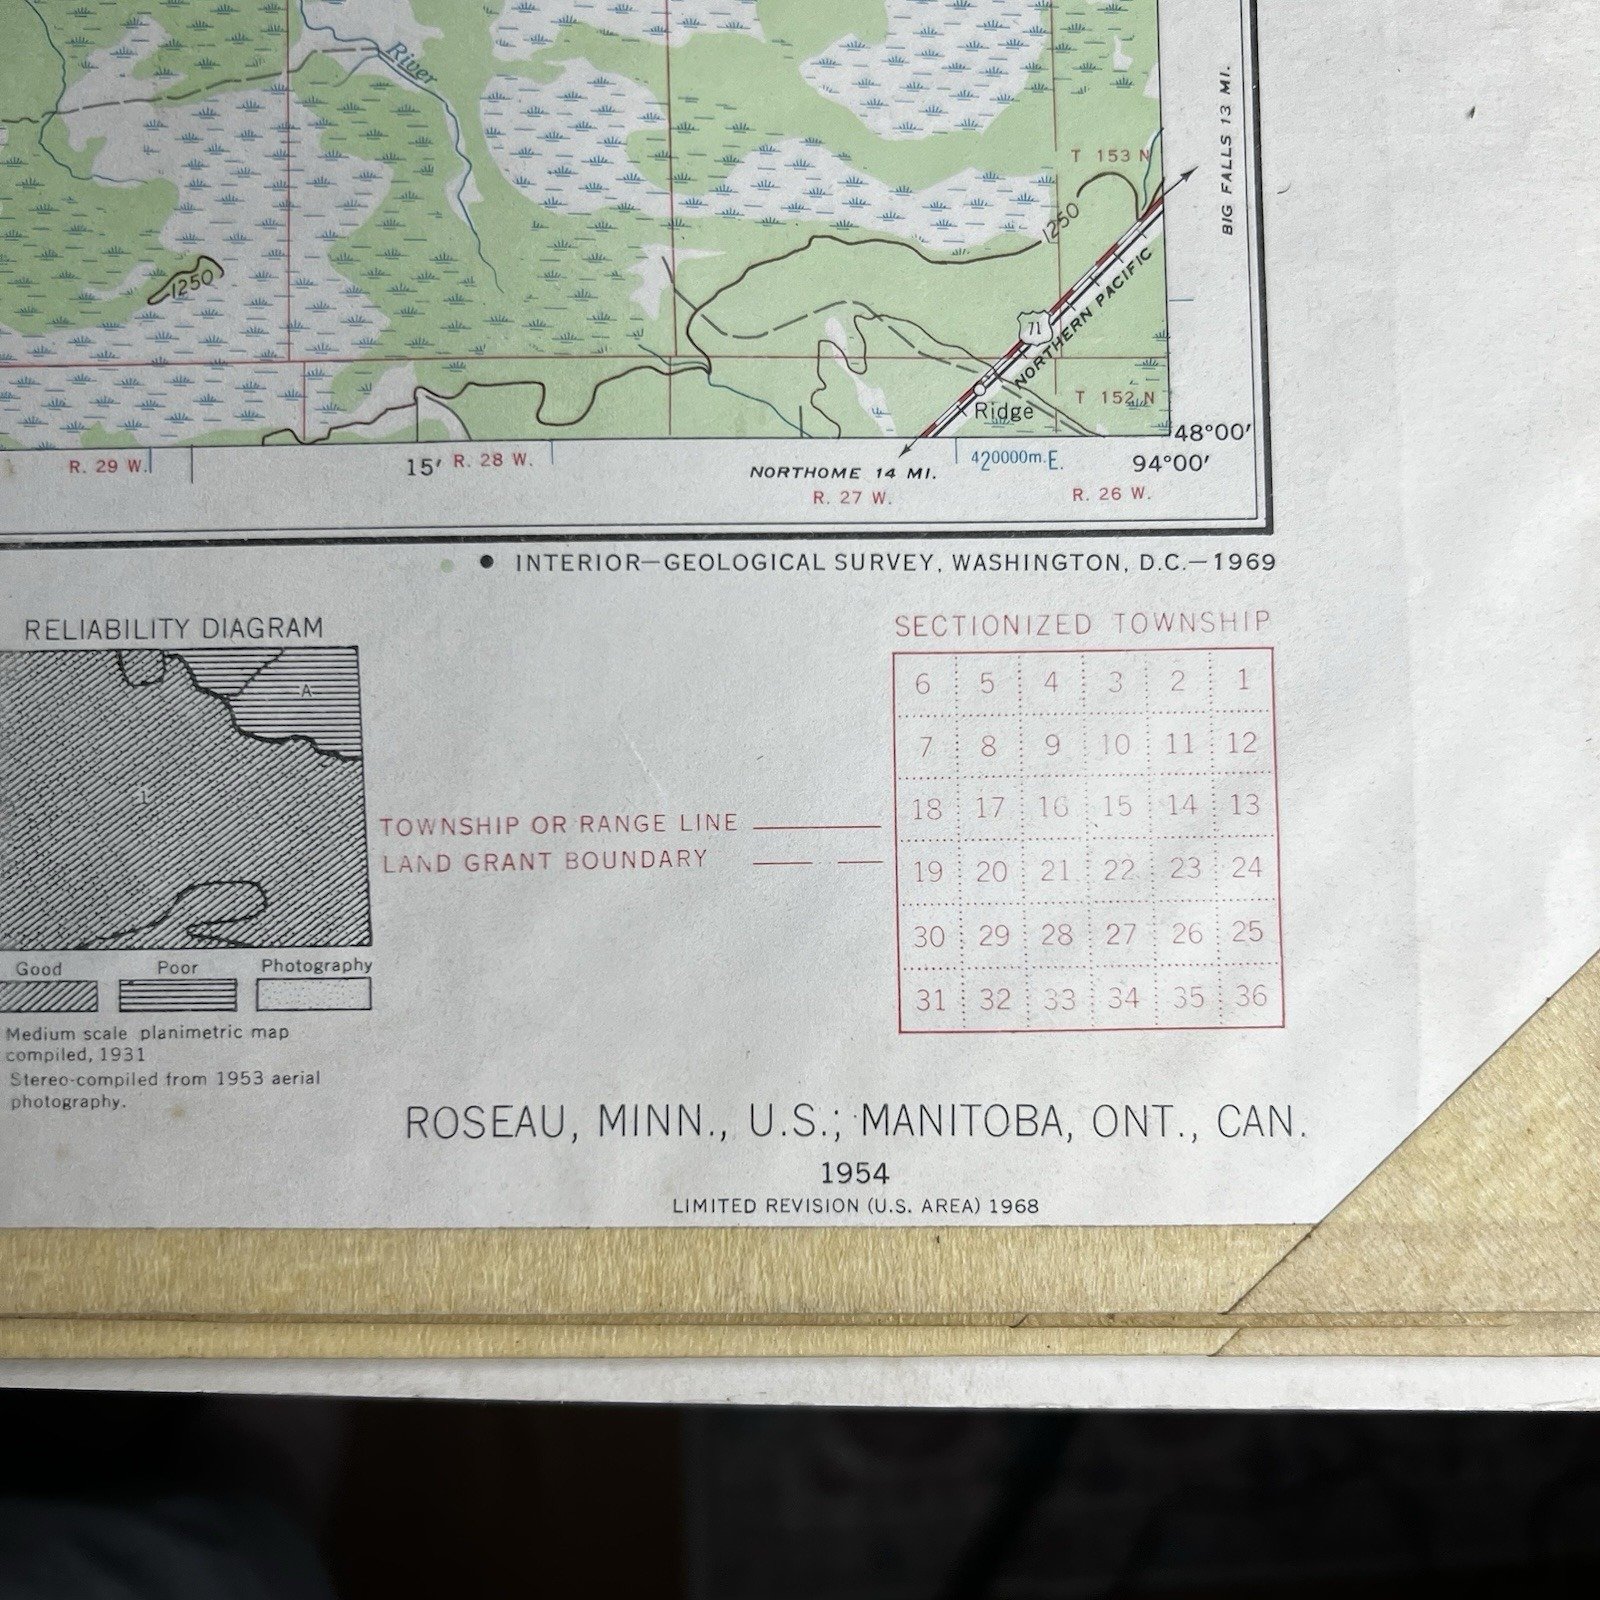 River
BIG FALLS 13 MI.
T 153 N
1250
1250
71
NORTHERN PACIFIC
T 152 N
Ridge
48°00′
R. 29 W.
15′
R. 28 W.
NORTHOME 14 MI.
420000m.E.
94°00′
R. 27 W.
R. 26 W.
INTERIOR—GEOLOGICAL SURVEY, WASHINGTON, D.C.—1969
RELIABILITY DIAGRAM
A
Good
Poor
Photography
Medium scale planimetric map
compiled, 1931
Stereo-compiled from 1953 aerial
photography.
TOWNSHIP OR RANGE LINE
LAND GRANT BOUNDARY
SECTIONIZED TOWNSHIP
6 5 4 3 2 1
7 8 9 10 11 12
18 17 16 15 14 13
19 20 21 22 23 24
30 29 28 27 26 25
31 32 33 34 35 36
ROSEAU, MINN., U.S.; MANITOBA, ONT., CAN.
1954
LIMITED REVISION (U.S. AREA) 1968